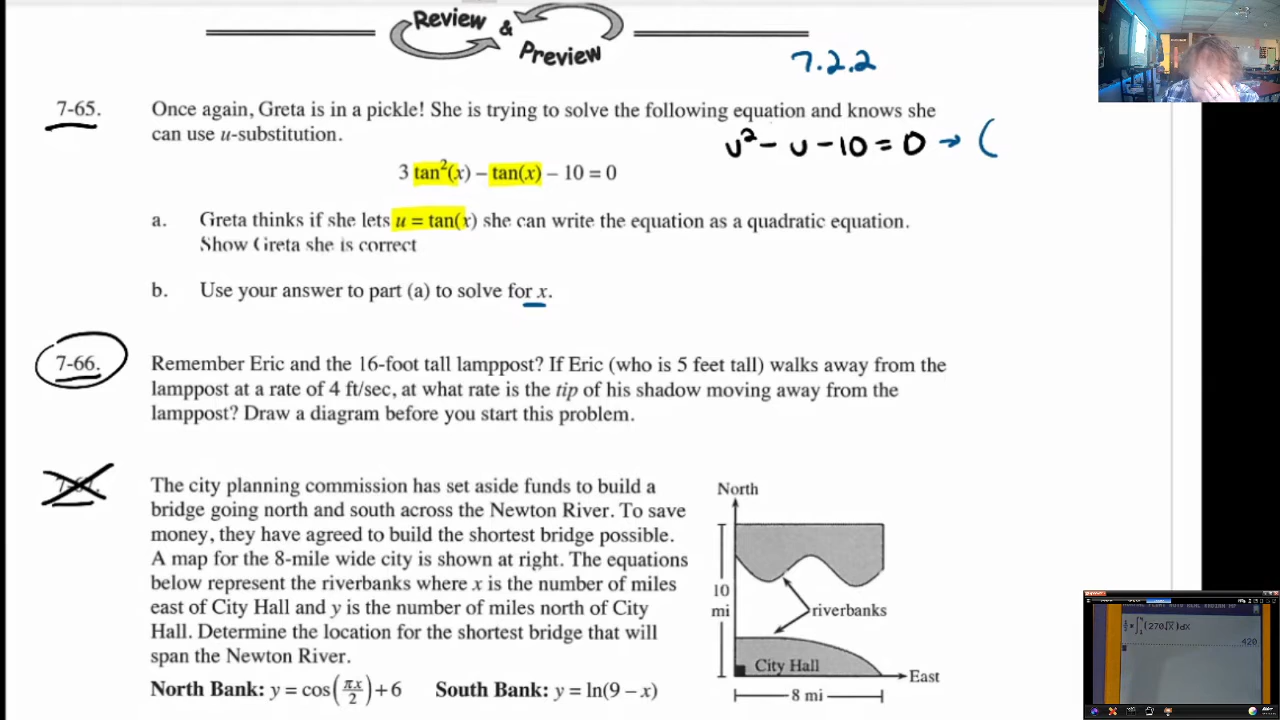 Review & Preview
7.2.2
7-65. Once again, Greta is in a pickle! She is trying to solve the following equation and knows she
can use u-substitution.
u² – u – 10 = 0 → (
3 tan²(x) – tan(x) – 10 = 0
a. Greta thinks if she lets u = tan(x) she can write the equation as a quadratic equation.
Show Greta she is correct
b. Use your answer to part (a) to solve for x.
7-66. Remember Eric and the 16-foot tall lamppost? If Eric (who is 5 feet tall) walks away from the
lamppost at a rate of 4 ft/sec, at what rate is the tip of his shadow moving away from the
lamppost? Draw a diagram before you start this problem.
The city planning commission has set aside funds to build a
bridge going north and south across the Newton River. To save
money, they have agreed to build the shortest bridge possible.
A map for the 8-mile wide city is shown at right. The equations
below represent the riverbanks where x is the number of miles
east of City Hall and y is the number of miles north of City
Hall. Determine the location for the shortest bridge that will
span the Newton River.
North Bank: y = cos(πx/2) + 6 South Bank: y = ln(9 – x)
North
10
mi
riverbanks
City Hall
East
8 mi
(270√x)dx
420